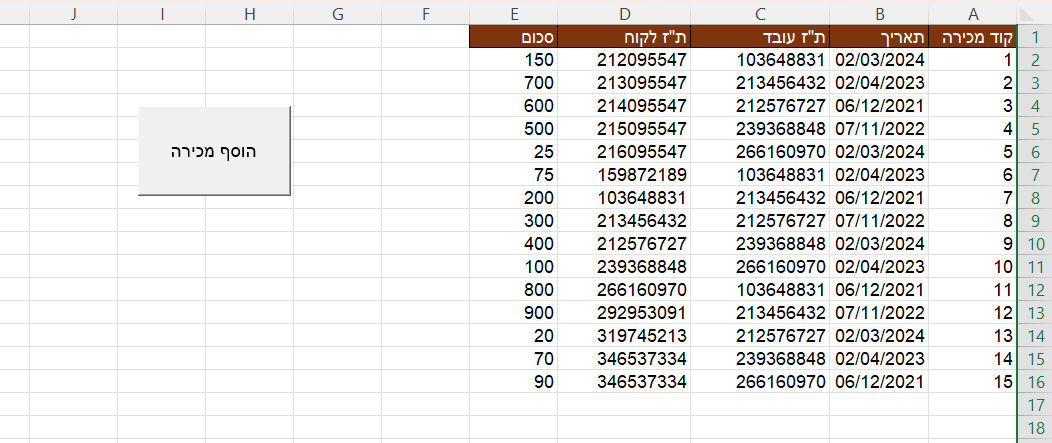 A B C D E F G H I J
1 קוד מכירה תאריך ת"ז עובד ת"ז לקוח סכום
2 1 02/03/2024 103648831 212095547 150
3 2 02/04/2023 213456432 213095547 700
4 3 06/12/2021 212576727 214095547 600
5 4 07/11/2022 239368848 215095547 500
6 5 02/03/2024 266160970 216095547 25
הוסף מכירה
7 6 02/04/2023 103648831 159872189 75
8 7 06/12/2021 213456432 103648831 200
9 8 07/11/2022 212576727 213456432 300
10 9 02/03/2024 239368848 212576727 400
11 10 02/04/2023 266160970 239368848 100
12 11 06/12/2021 103648831 266160970 800
13 12 07/11/2022 213456432 292953091 900
14 13 02/03/2024 212576727 319745213 20
15 14 02/04/2023 239368848 346537334 70
16 15 06/12/2021 266160970 346537334 90
17
18